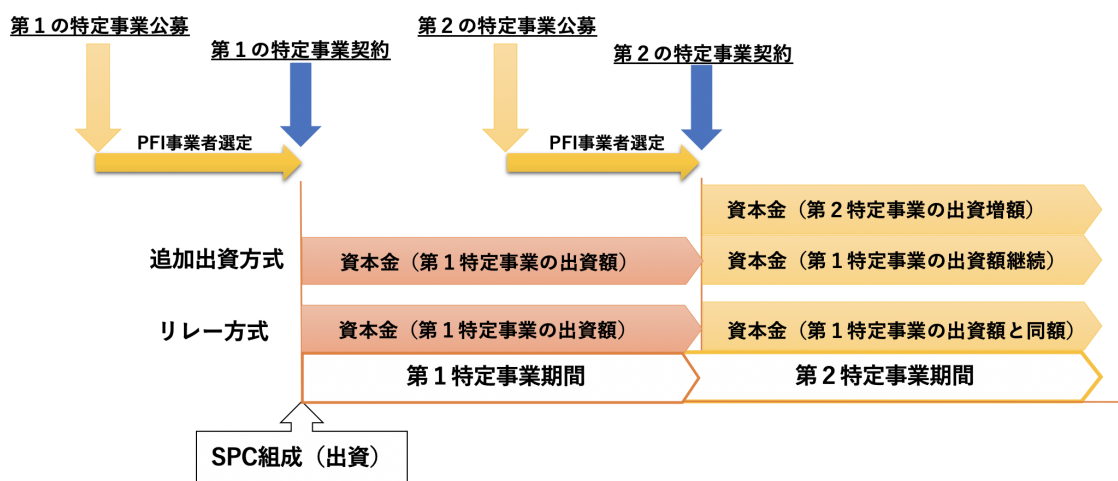 第１の特定事業公募
第１の特定事業契約
第２の特定事業公募
第２の特定事業契約
PFI事業者選定
PFI事業者選定
資本金（第２特定事業の出資増額）
追加出資方式
資本金（第１特定事業の出資額）
資本金（第１特定事業の出資額継続）
リレー方式
資本金（第１特定事業の出資額）
資本金（第１特定事業の出資額と同額）
第１特定事業期間
第２特定事業期間
SPC組成（出資）